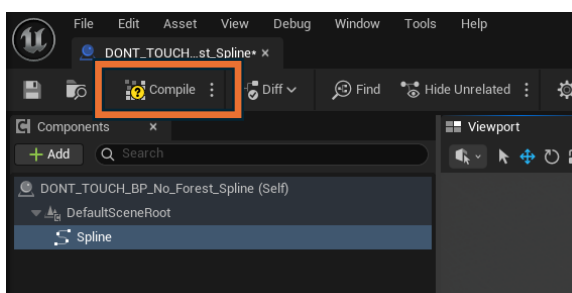 File Edit Asset View Debug Window Tools Help
DONT_TOUCH...st_Spline* ×
Compile Diff Find Hide Unrelated
Components × Viewport
+ Add Search
DONT_TOUCH_BP_No_Forest_Spline (Self)
DefaultSceneRoot
Spline